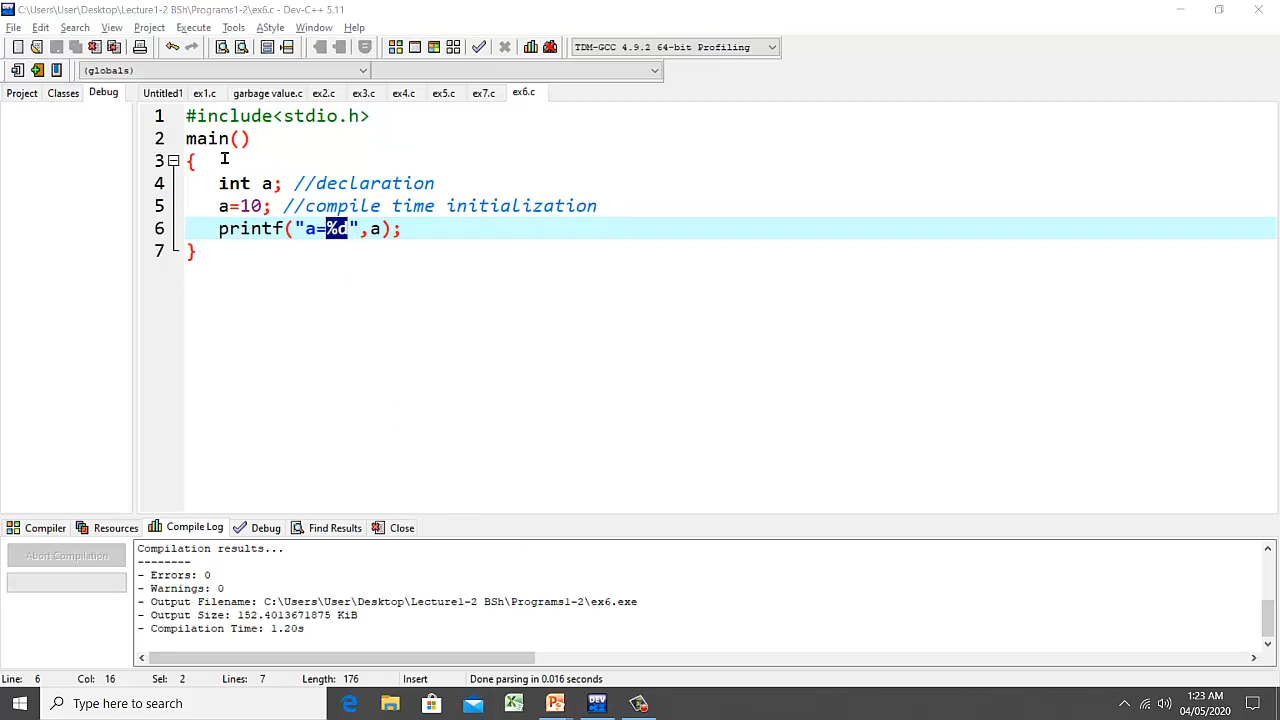 C:\Users\User\Desktop\Lecture1-2 BSh\Programs1-2\ex6.c - Dev-C++ 5.11
File Edit Search View Project Execute Tools AStyle Window Help
TDM-GCC 4.9.2 64-bit Profiling
(globals)
Project Classes Debug Untitled1 ex1.c garbage value.c ex2.c ex3.c ex4.c ex5.c ex7.c ex6.c
1 #include<stdio.h>
2 main()
3 {
4 int a; //declaration
5 a=10; //compile time initialization
6 printf("a=%d",a);
7 }
Compiler Resources Compile Log Debug Find Results Close
Abort Compilation
Compilation results...
--------
- Errors: 0
- Warnings: 0
- Output Filename: C:\Users\User\Desktop\Lecture1-2 BSh\Programs1-2\ex6.exe
- Output Size: 152.4013671875 KiB
- Compilation Time: 1.20s
Line: 6 Col: 16 Sel: 2 Lines: 7 Length: 176 Insert Done parsing in 0.016 seconds
Type here to search
DEV
1:23 AM
04/05/2020